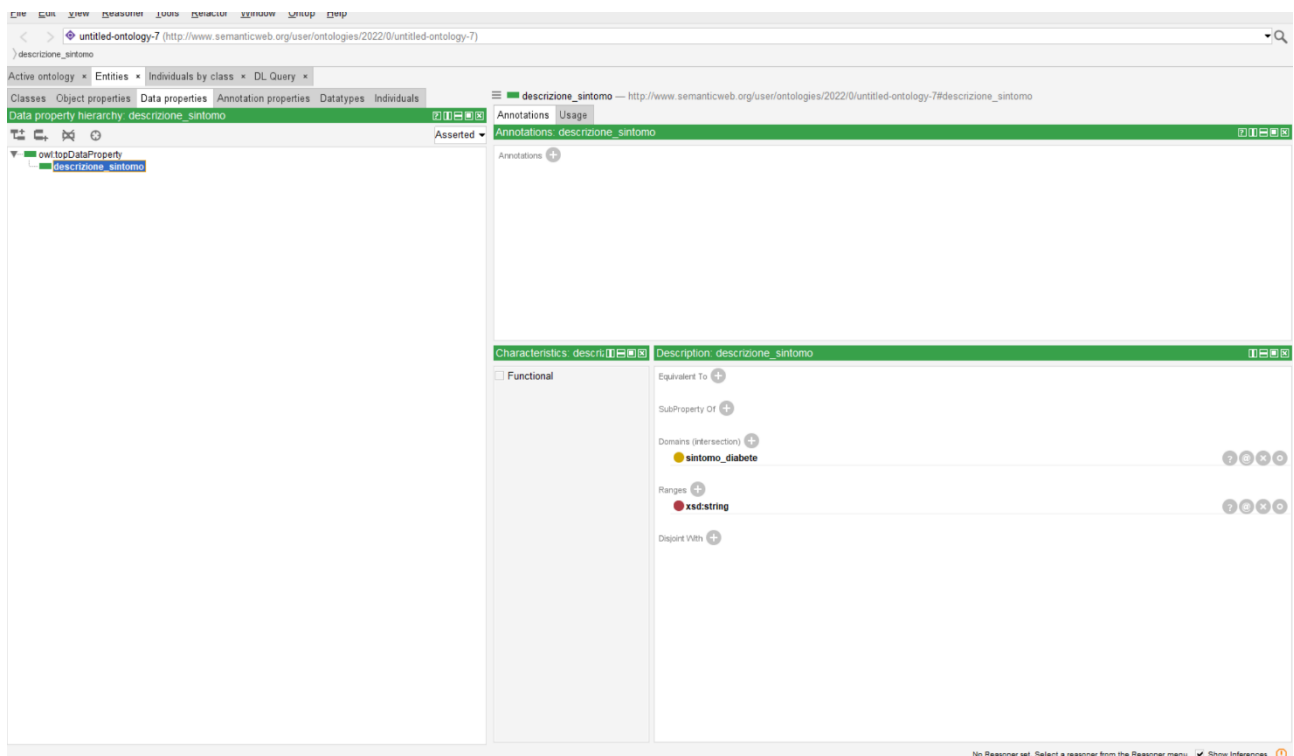 File Edit View Reasoner Tools Refactor Window Ontop Help
untitled-ontology-7 (http://www.semanticweb.org/user/ontologies/2022/0/untitled-ontology-7)
descrizione_sintomo
Active ontology × Entities × Individuals by class × DL Query ×
Classes Object properties Data properties Annotation properties Datatypes Individuals
Data property hierarchy: descrizione_sintomo
Asserted
owl:topDataProperty
descrizione_sintomo
descrizione_sintomo — http://www.semanticweb.org/user/ontologies/2022/0/untitled-ontology-7#descrizione_sintomo
Annotations Usage
Annotations: descrizione_sintomo
Annotations
Characteristics: descri
Functional
Description: descrizione_sintomo
Equivalent To
SubProperty Of
Domains (intersection)
sintomo_diabete
Ranges
xsd:string
Disjoint With
No Reasoner set. Select a reasoner from the Reasoner menu Show Inferences